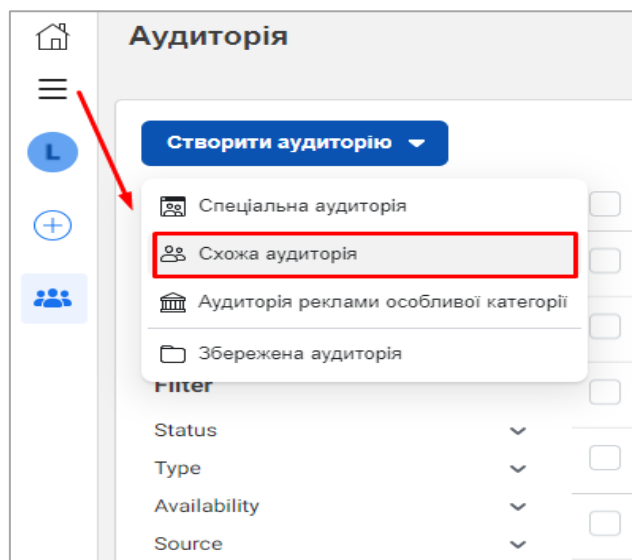 Аудиторія
L
Створити аудиторію
Спеціальна аудиторія
Схожа аудиторія
Аудиторія реклами особливої категорії
Збережена аудиторія
Filter
Status
Type
Availability
Source